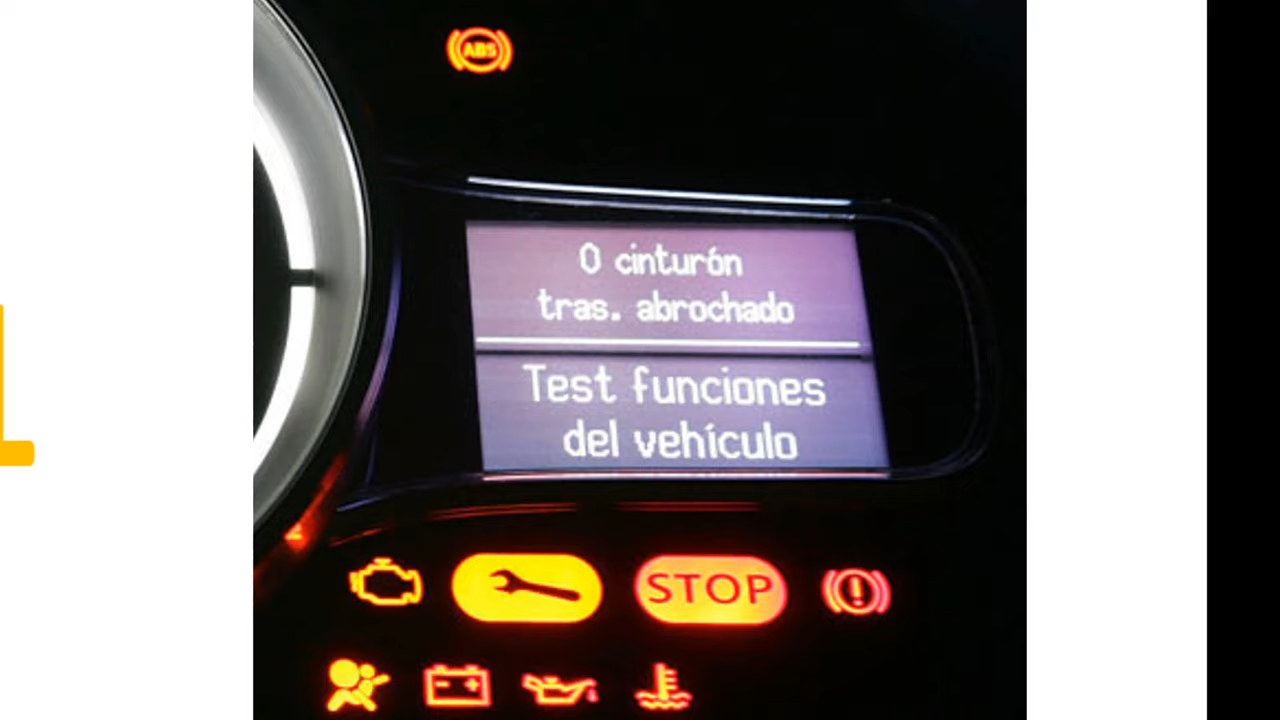 ABS
0 cinturón
tras. abrochado
Test funciones
del vehículo
STOP